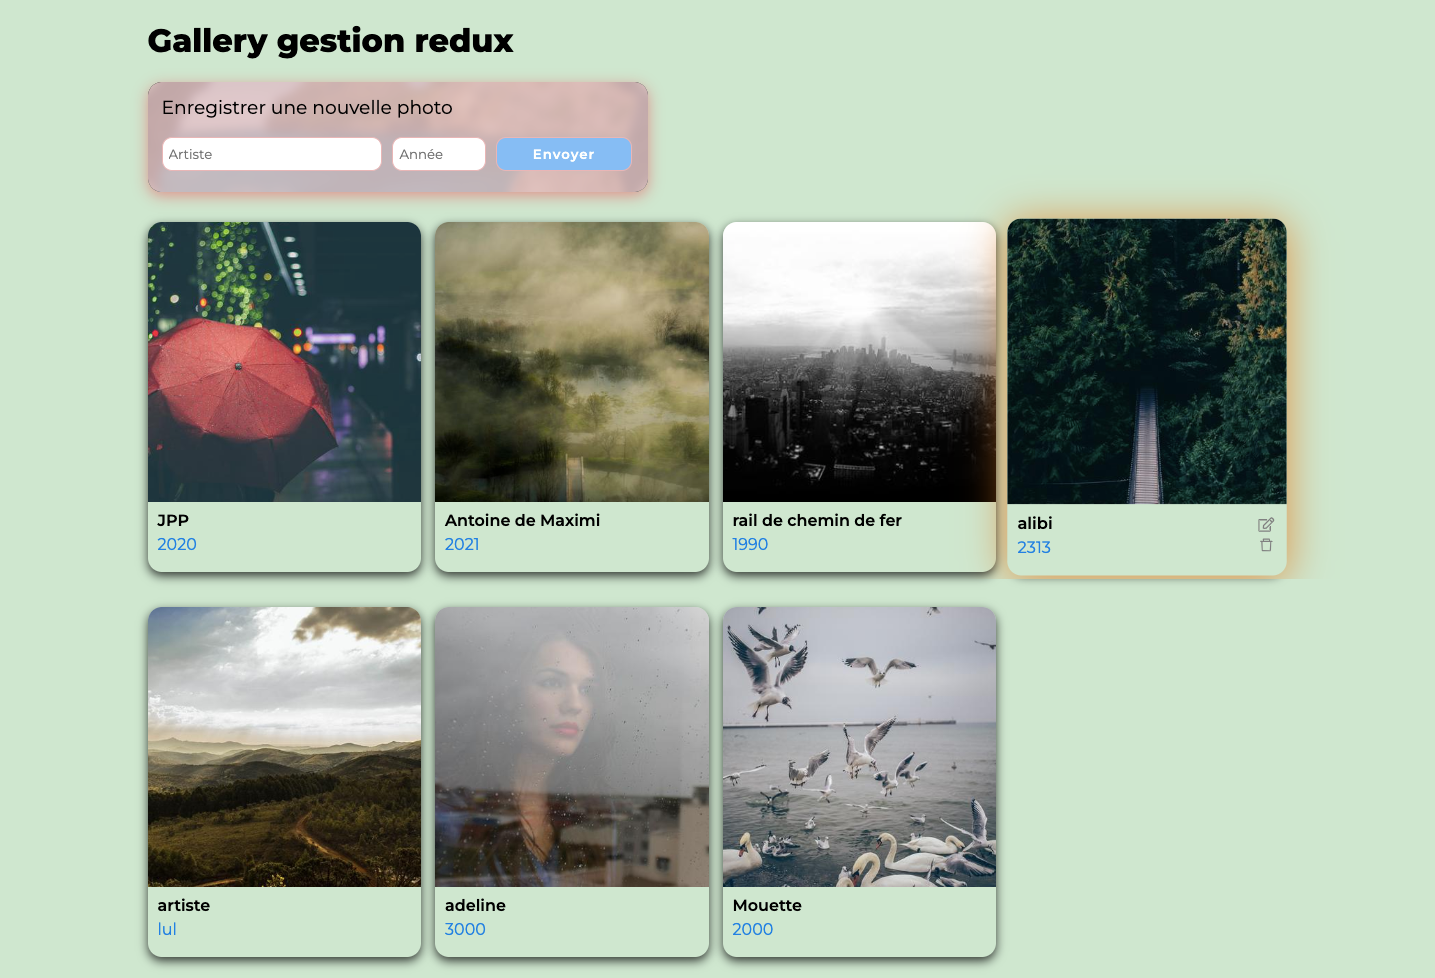 Gallery gestion redux
Enregistrer une nouvelle photo
Artiste
Année
Envoyer
JPP
2020
Antoine de Maximi
2021
rail de chemin de fer
1990
alibi
2313
artiste
lul
adeline
3000
Mouette
2000